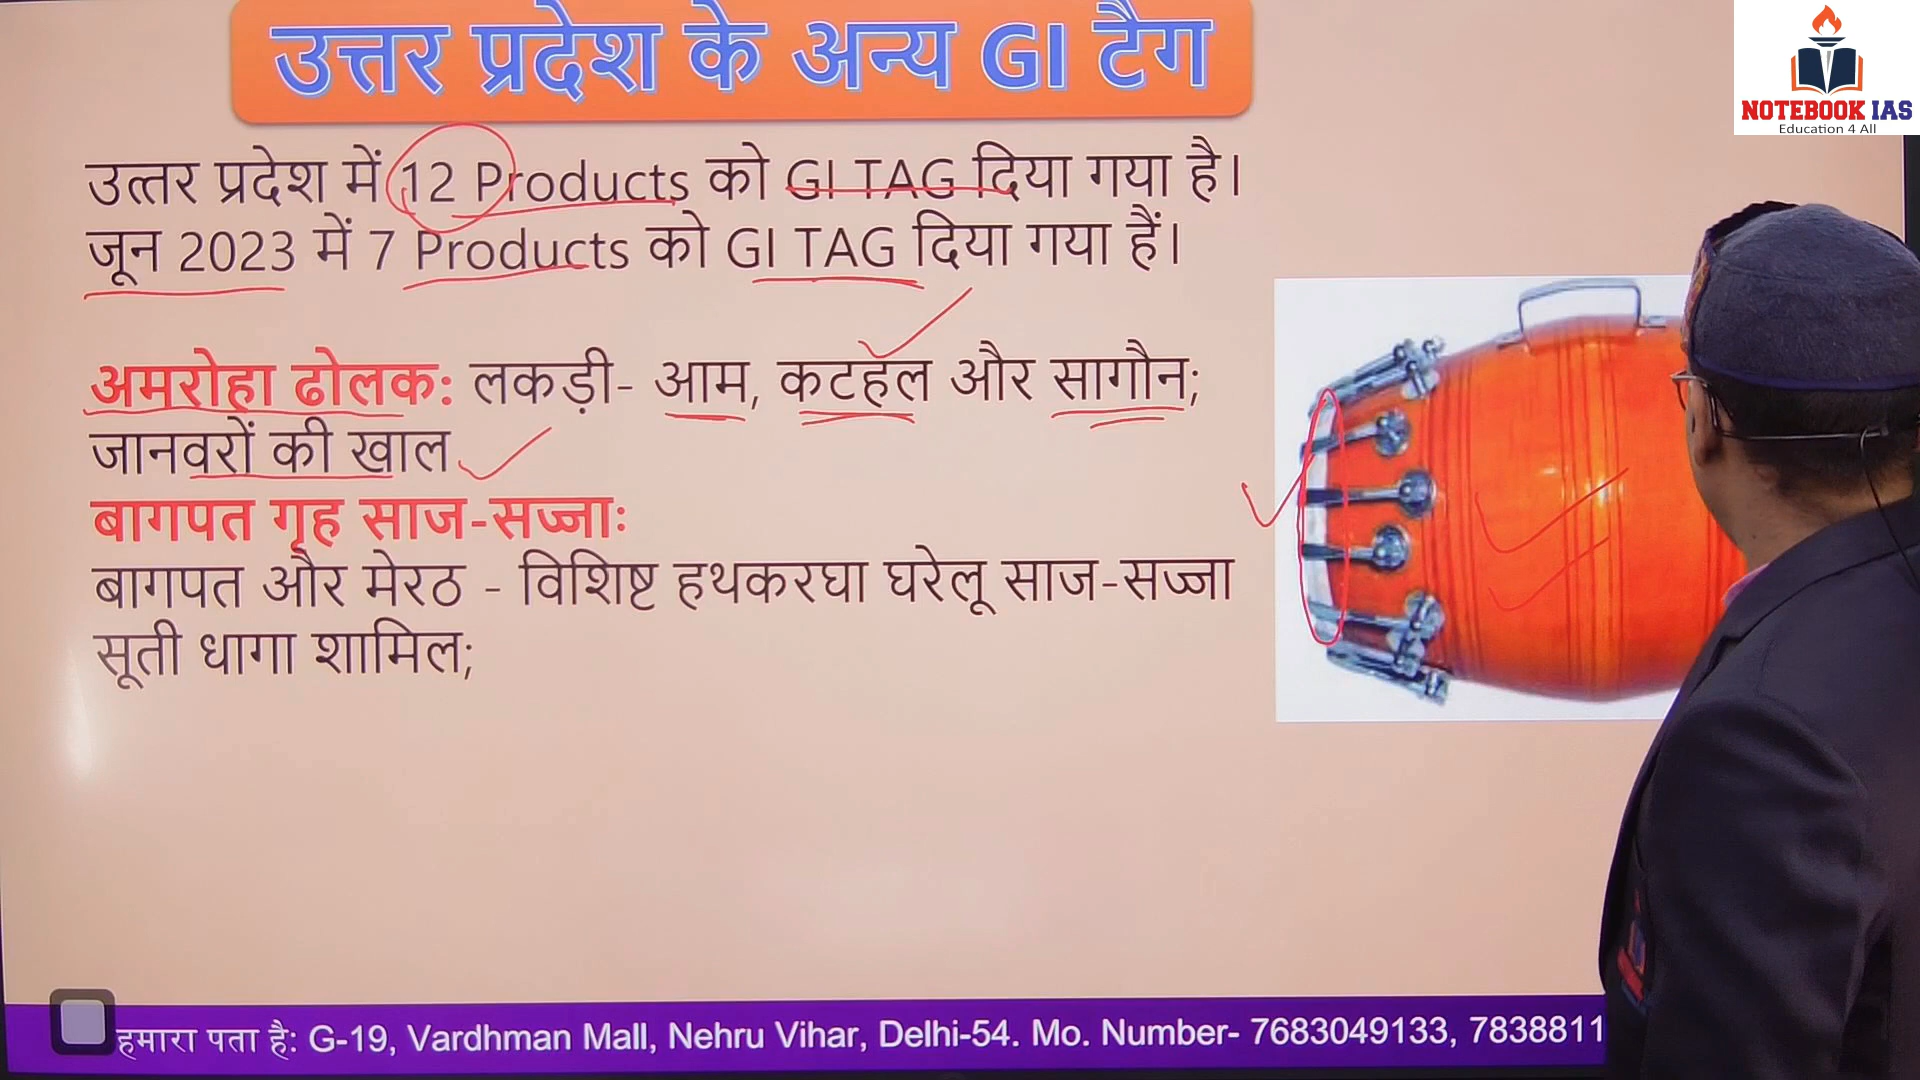 उत्तर प्रदेश के अन्य GI टैग
NOTEBOOK IAS
Education 4 All
उत्तर प्रदेश में 12 Products को GI TAG दिया गया है।
जून 2023 में 7 Products को GI TAG दिया गया हैं।
अमरोहा ढोलक: लकड़ी- आम, कटहल और सागौन;
जानवरों की खाल
बागपत गृह साज-सज्जाः
बागपत और मेरठ - विशिष्ट हथकरघा घरेलू साज-सज्जा
सूती धागा शामिल;
हमारा पता है: G-19, Vardhman Mall, Nehru Vihar, Delhi-54. Mo. Number- 7683049133, 7838811